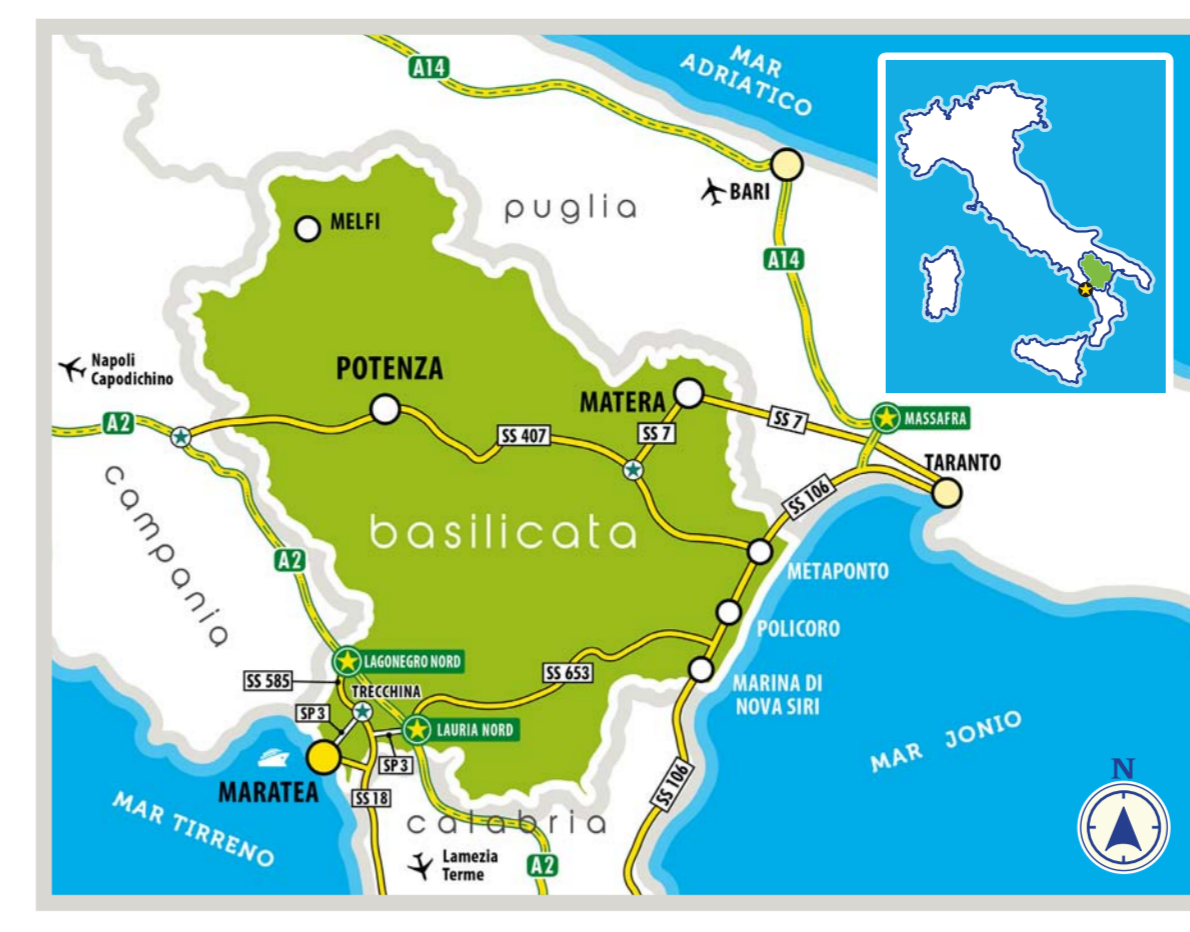 A14
MAR
ADRIATICO
BARI
puglia
MELFI
A14
Napoli
Capodichino
POTENZA
MATERA
A2
SS 407
SS 7
SS 7
MASSAFRA
TARANTO
campania
basilicata
SS 106
A2
METAPONTO
POLICORO
LAGONEGRO NORD
SS 585
TRECCHINA
SS 653
MARINA DI
NOVA SIRI
SP 3
LAURIA NORD
SP 3
MARATEA
SS 18
SS 106
MAR JONIO
N
MAR TIRRENO
calabria
Lamezia
Terme
A2